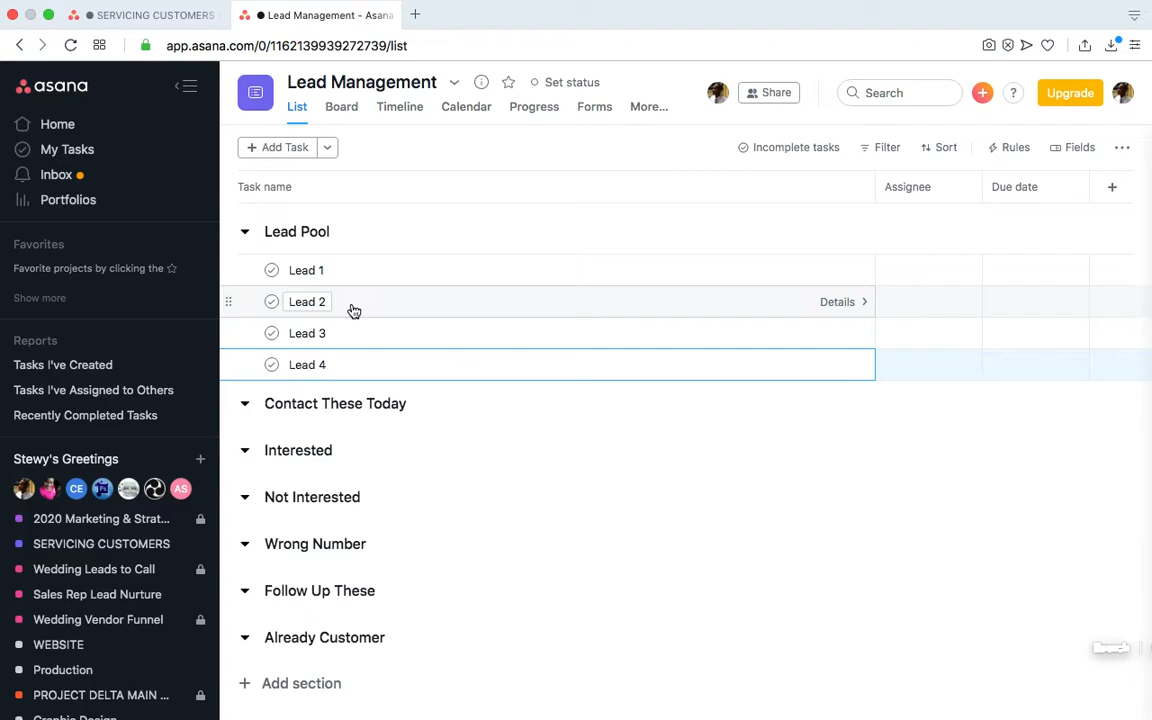 SERVICING CUSTOMERS
Lead Management - Asana
app.asana.com/0/1162139939272739/list
asana
Home
My Tasks
Inbox
Portfolios
Favorites
Favorite projects by clicking the
Show more
Reports
Tasks I've Created
Tasks I've Assigned to Others
Recently Completed Tasks
Stewy's Greetings
CE
Ps
AS
2020 Marketing & Strat...
SERVICING CUSTOMERS
Wedding Leads to Call
Sales Rep Lead Nurture
Wedding Vendor Funnel
WEBSITE
Production
PROJECT DELTA MAIN ...
Graphic Design
Lead Management
Set status
Share
Search
?
Upgrade
List
Board
Timeline
Calendar
Progress
Forms
More...
+ Add Task
Incomplete tasks
Filter
Sort
Rules
Fields
Task name
Assignee
Due date
+
Lead Pool
Lead 1
Lead 2
Details
Lead 3
Lead 4
Contact These Today
Interested
Not Interested
Wrong Number
Follow Up These
Already Customer
+ Add section